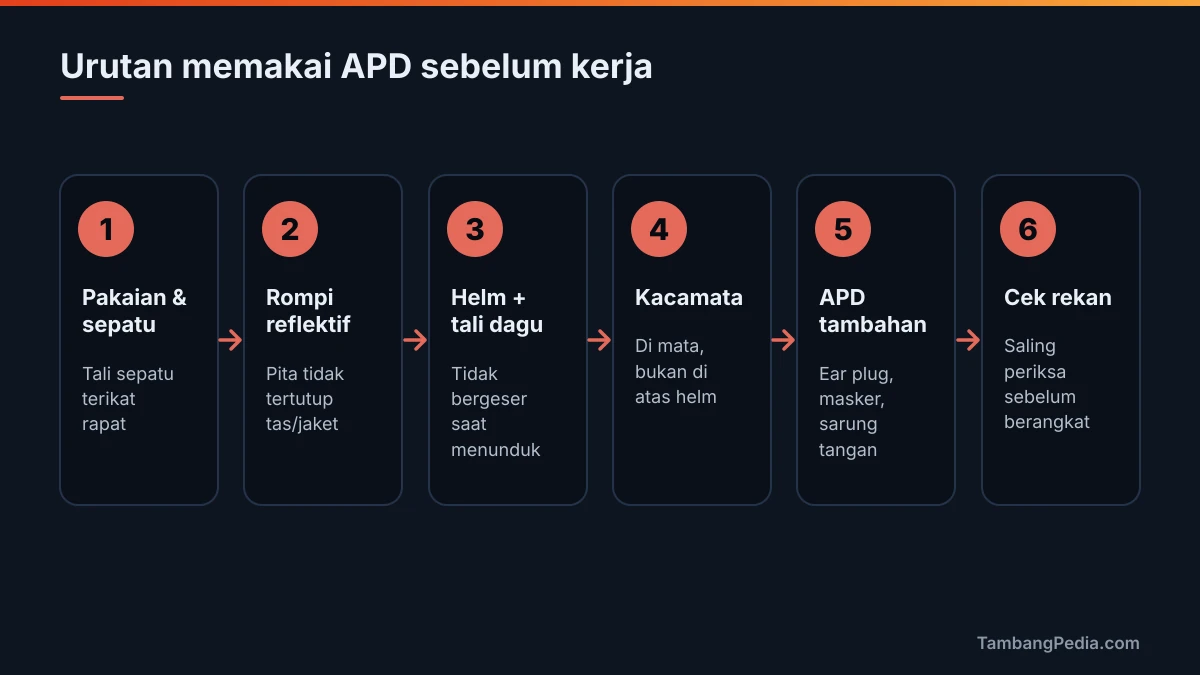 Urutan memakai APD sebelum kerja
1
Pakaian &
sepatu
Tali sepatu
terikat
rapat
2
Rompi
reflektif
Pita tidak
tertutup
tas/jaket
3
Helm +
tali dagu
Tidak
bergeser
saat
menunduk
4
Kacamata
Di mata,
bukan di
atas helm
5
APD
tambahan
Ear plug,
masker,
sarung
tangan
6
Cek rekan
Saling
periksa
sebelum
berangkat
TambangPedia.com